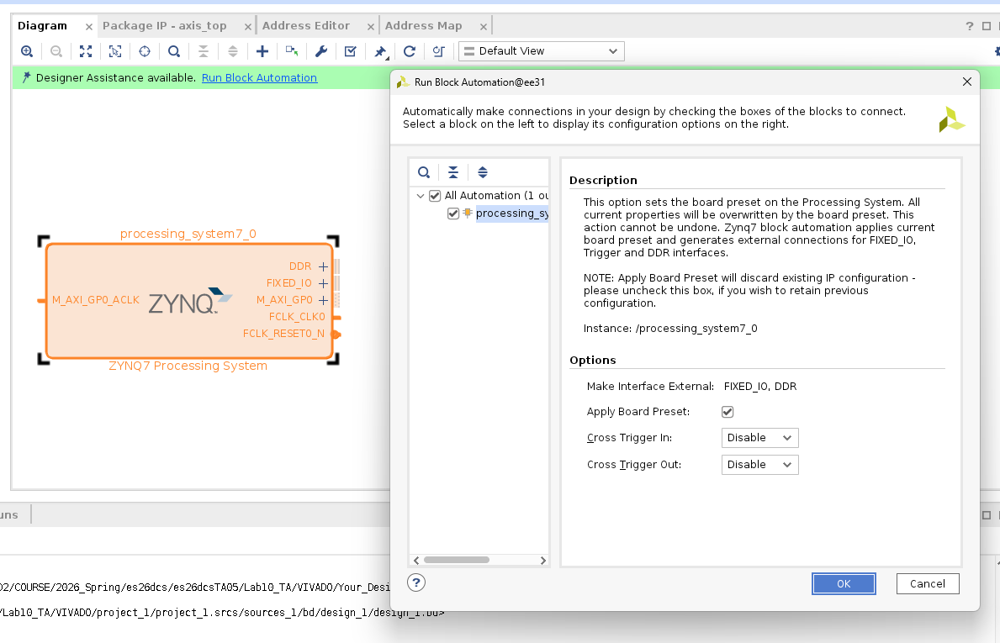 Diagram
Package IP - axis_top
Address Editor
Address Map
Default View
Designer Assistance available. Run Block Automation
processing_system7_0
DDR
FIXED_IO
M_AXI_GP0_ACLK
ZYNQ
M_AXI_GP0
FCLK_CLK0
FCLK_RESET0_N
ZYNQ7 Processing System
Run Block Automation@ee31
Automatically make connections in your design by checking the boxes of the blocks to connect.
Select a block on the left to display its configuration options on the right.
All Automation (1 ou
processing_sy
Description
This option sets the board preset on the Processing System. All
current properties will be overwritten by the board preset. This
action cannot be undone. Zynq7 block automation applies current
board preset and generates external connections for FIXED_IO,
Trigger and DDR interfaces.
NOTE: Apply Board Preset will discard existing IP configuration -
please uncheck this box, if you wish to retain previous
configuration.
Instance: /processing_system7_0
Options
Make Interface External: FIXED_IO, DDR
Apply Board Preset:
Cross Trigger In: Disable
Cross Trigger Out: Disable
OK
Cancel
uns
02/COURSE/2026_Spring/es26dcs/es26dcsTA05/Lab10_TA/VIVADO/Your_Desi
/Lab10_TA/VIVADO/project_1/project_1.srcs/sources_1/bd/design_1/design_1.bd>